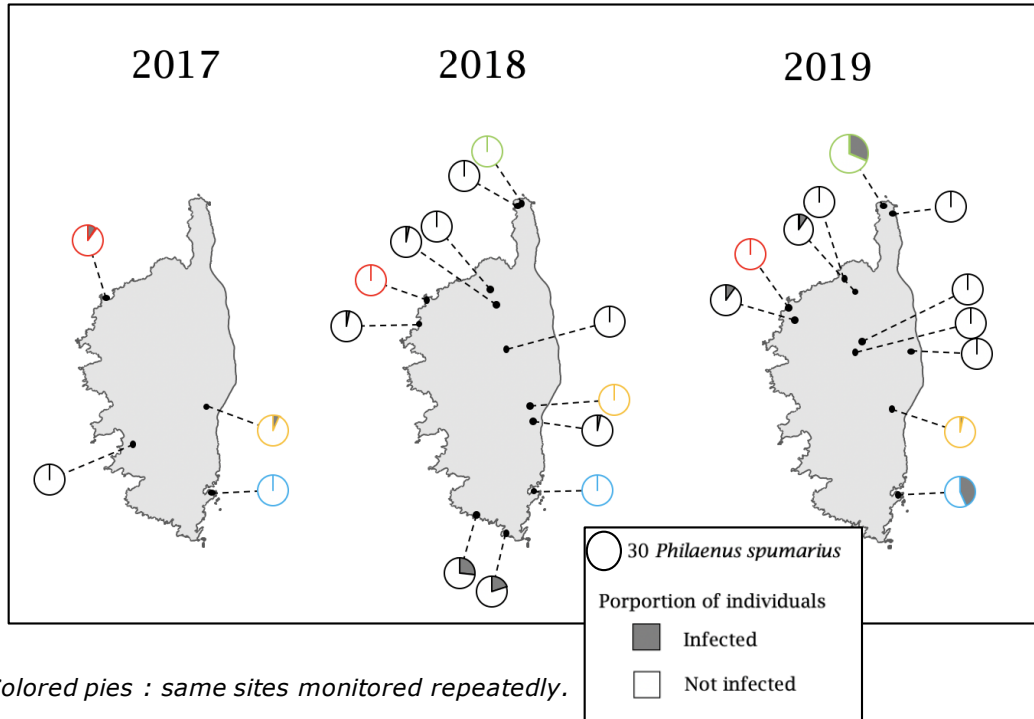 2017
2018
2019
30 Philaenus spumarius
Porportion of individuals
Infected
Not infected
olored pies : same sites monitored repeatedly.